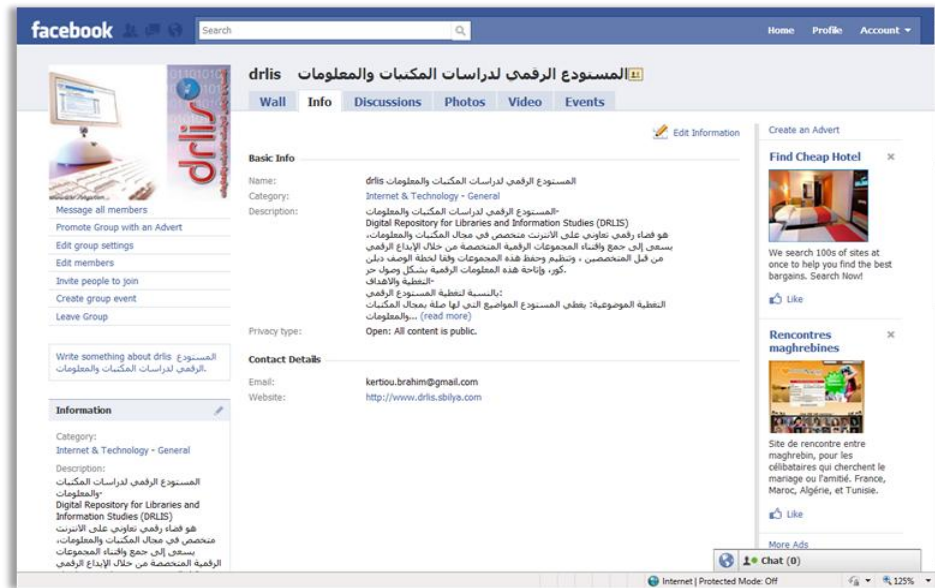 facebook
Search
Home Profile Account
drlis المستودع الرقمي لدراسات المكتبات والمعلومات
Wall Info Discussions Photos Video Events
drlis
Message all members
Promote Group with an Advert
Edit group settings
Edit members
Invite people to join
Create group event
Leave Group
Write something about drlis المستودع
الرقمي لدراسات المكتبات والمعلومات.
Information
Category:
Internet & Technology - General
Description:
المستودع الرقمي لدراسات المكتبات
والمعلومات-
Digital Repository for Libraries and
Information Studies (DRLIS)
هو فضاء رقمي تعاوني على الانترنت
متخصص في مجال المكتبات والمعلومات،
يسعى إلى جمع واقتناء المجموعات
الرقمية المتخصصة من خلال الإبداع الرقمي
Edit Information
Basic Info
Name: drlis المستودع الرقمي لدراسات المكتبات والمعلومات
Category: Internet & Technology - General
Description: المستودع الرقمي لدراسات المكتبات والمعلومات-
Digital Repository for Libraries and Information Studies (DRLIS)
هو فضاء رقمي تعاوني على الانترنت متخصص في مجال المكتبات والمعلومات،
يسعى إلى جمع واقتناء المجموعات الرقمية المتخصصة من خلال الإبداع الرقمي
من قبل المتخصصين ، وتنظيم وحفظ هذه المجموعات وفقا لخطة الوصف دبلن
كور، وإتاحة هذه المعلومات الرقمية بشكل وصول حر.
التغطية والاهداف-
بالنسبة لتغطية المستودع الرقمي:
التغطية الموضوعية: يغطي المستودع المواضيع التي لها صلة بمجال المكتبات
والمعلومات... (read more)
Privacy type: Open: All content is public.
Contact Details
Email: kertiou.brahim@gmail.com
Website: http://www.drlis.sbilya.com
Create an Advert
Find Cheap Hotel
We search 100s of sites at
once to help you find the best
bargains. Search Now!
Like
Rencontres
maghrebines
Site de rencontre entre
maghrebin, pour les
célibataires qui cherchent le
mariage ou l'amitié. France,
Maroc, Algérie, et Tunisie.
Like
More Ads
Chat (0)
Internet | Protected Mode: Off
125%